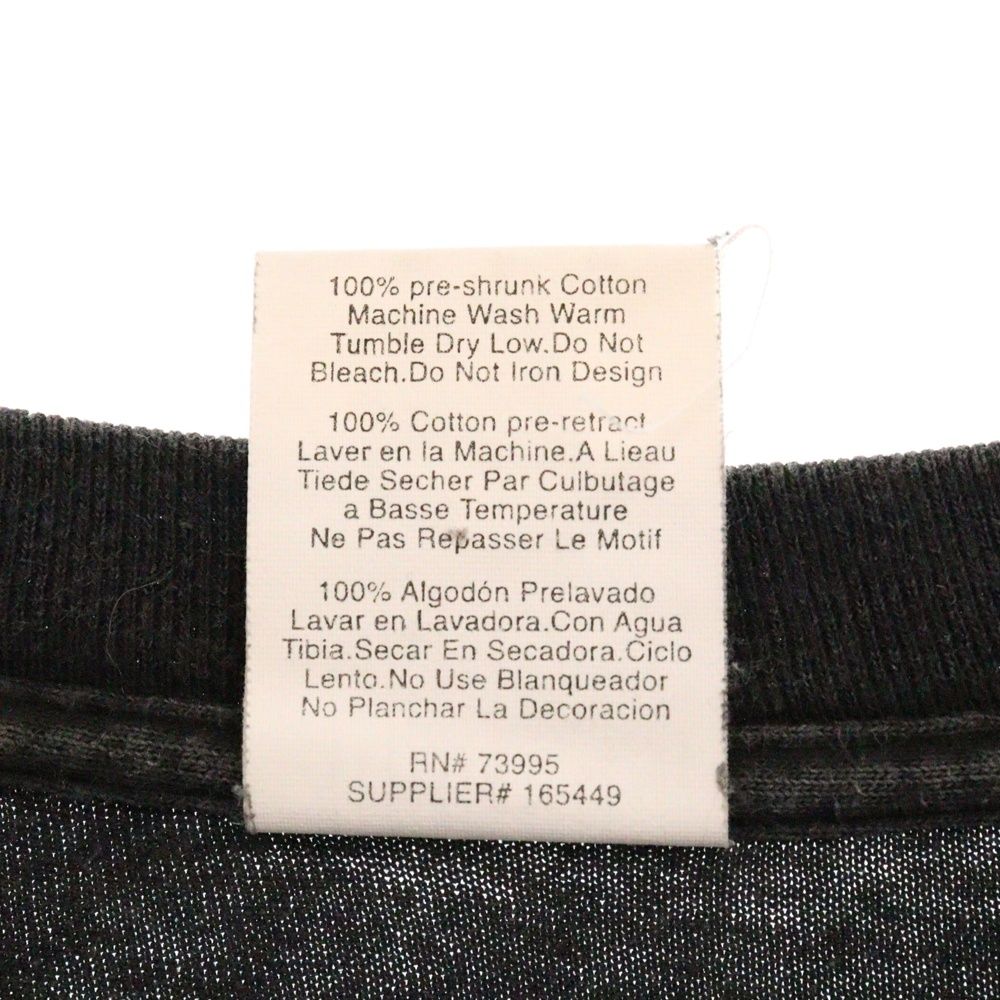 100% pre-shrunk Cotton
Machine Wash Warm
Tumble Dry Low.Do Not
Bleach.Do Not Iron Design
100% Cotton pre-retract
Laver en la Machine.A Lieau
Tiede Secher Par Culbutage
a Basse Temperature
Ne Pas Repasser Le Motif
100% Algodón Prelavado
Lavar en Lavadora.Con Agua
Tibia.Secar En Secadora.Ciclo
Lento.No Use Blanqueador
No Planchar La Decoracion
RN# 73995
SUPPLIER# 165449